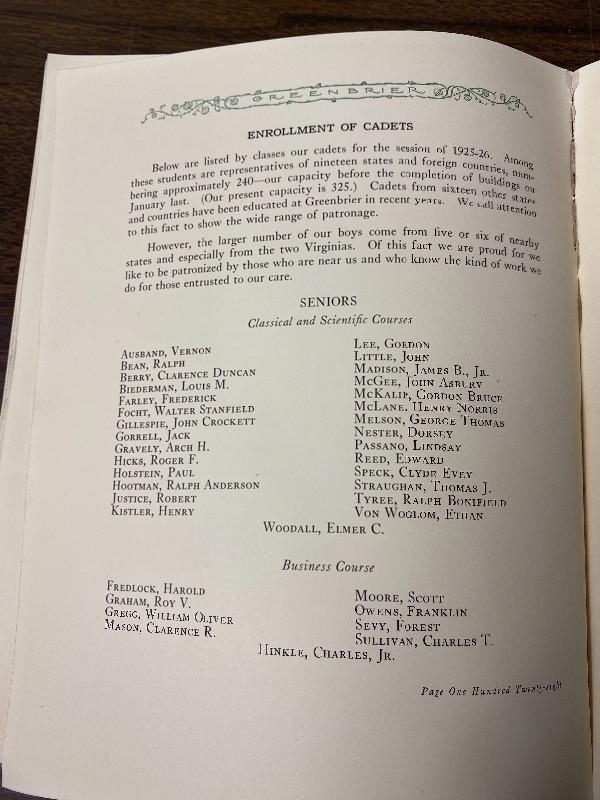 GREENBRIER
ENROLLMENT OF CADETS
Below are listed by classes our cadets for the session of 1925-26. Among
these students are representatives of nineteen states and foreign countries, num-
bering approximately 240—our capacity before the completion of buildings on
January last. (Our present capacity is 325.) Cadets from sixteen other states
and countries have been educated at Greenbrier in recent years. We call attention
to this fact to show the wide range of patronage.
However, the larger number of our boys come from five or six of nearby
states and especially from the two Virginias. Of this fact we are proud for we
like to be patronized by those who are near us and who know the kind of work we
do for those entrusted to our care.
SENIORS
Classical and Scientific Courses
Ausband, Vernon
Bean, Ralph
Berry, Clarence Duncan
Biederman, Louis M.
Farley, Frederick
Focht, Walter Stanfield
Gillespie, John Crockett
Gorrell, Jack
Gravely, Arch H.
Hicks, Roger F.
Holstein, Paul
Hootman, Ralph Anderson
Justice, Robert
Kistler, Henry
Lee, Gordon
Little, John
Madison, James B., Jr.
McGee, John Asbury
McKalip, Gordon Bruce
McLane, Henry Norris
Melson, George Thomas
Nester, Dorsey
Passano, Lindsay
Reed, Edward
Speck, Clyde Evey
Straughan, Thomas J.
Tyree, Ralph Bonifield
Von Woglom, Ethan
Woodall, Elmer C.
Business Course
Fredlock, Harold
Graham, Roy V.
Gregg, William Oliver
Mason, Clarence R.
Moore, Scott
Owens, Franklin
Sevy, Forest
Sullivan, Charles T.
Hinkle, Charles, Jr.
Page One Hundred Twenty-eight